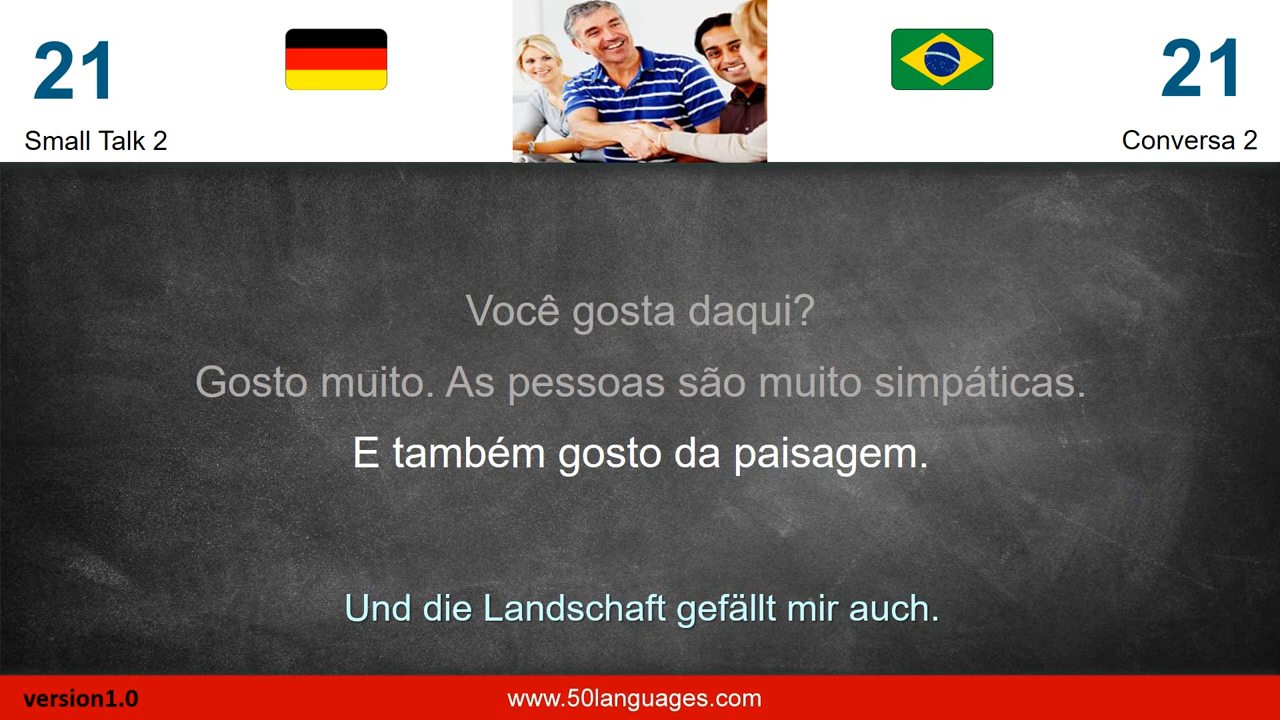 21
21
Small Talk 2
Conversa 2
Você gosta daqui?
Gosto muito. As pessoas são muito simpáticas.
E também gosto da paisagem.
Und die Landschaft gefällt mir auch.
version1.0
www.50languages.com